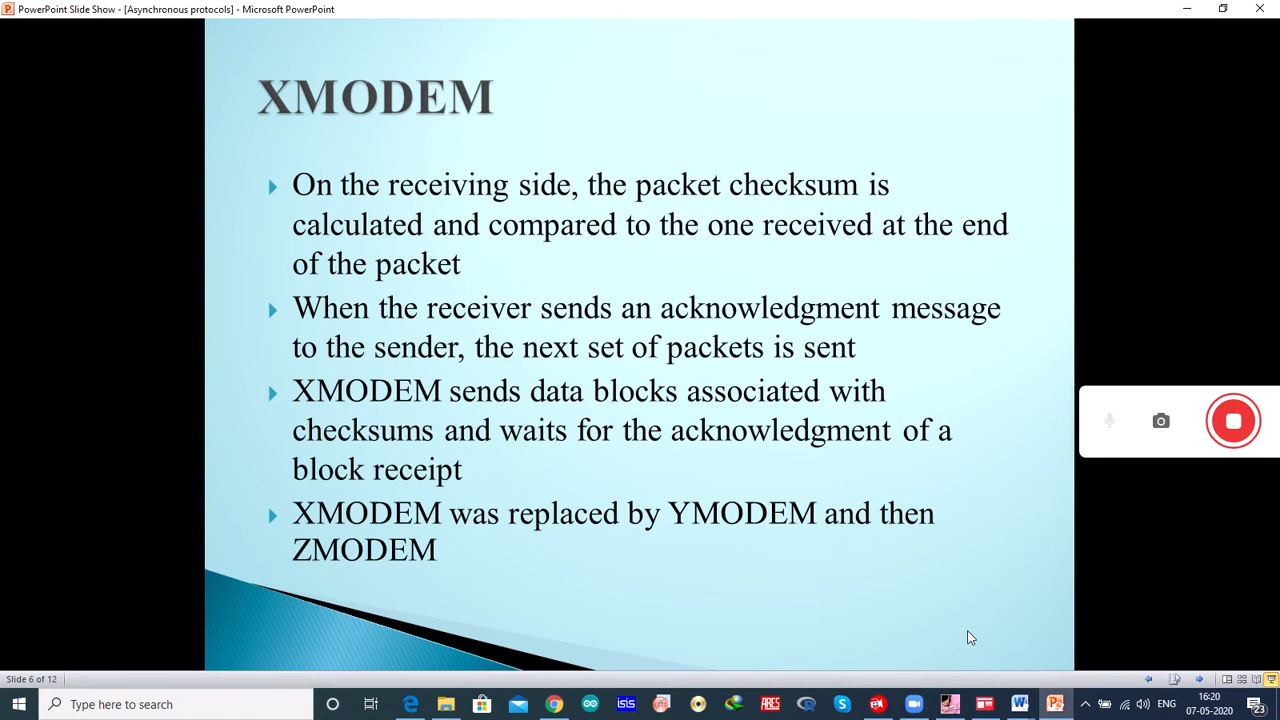 PowerPoint Slide Show - [Asynchronous protocols] - Microsoft PowerPoint
XMODEM
On the receiving side, the packet checksum is
calculated and compared to the one received at the end
of the packet
When the receiver sends an acknowledgment message
to the sender, the next set of packets is sent
XMODEM sends data blocks associated with
checksums and waits for the acknowledgment of a
block receipt
XMODEM was replaced by YMODEM and then
ZMODEM
Slide 6 of 12
Type here to search
isis
ARES
ENG
16:20
07-05-2020
23